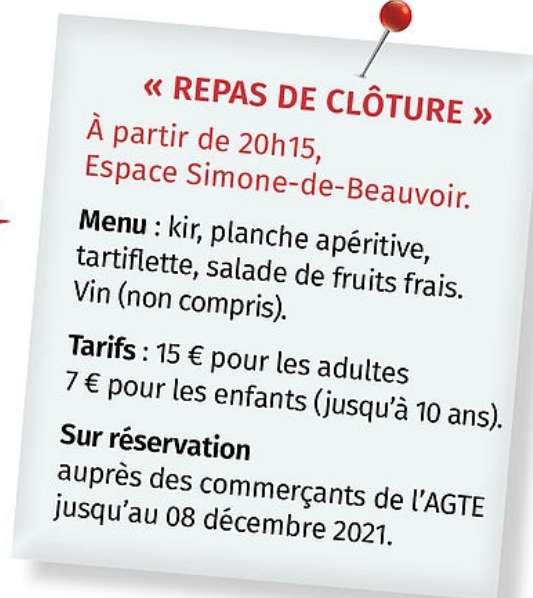 « REPAS DE CLÔTURE »
À partir de 20h15,
Espace Simone-de-Beauvoir.
Menu : kir, planche apéritive,
tartiflette, salade de fruits frais.
Vin (non compris).
Tarifs : 15 € pour les adultes
7 € pour les enfants (jusqu'à 10 ans).
Sur réservation
auprès des commerçants de l'AGTE
jusqu'au 08 décembre 2021.